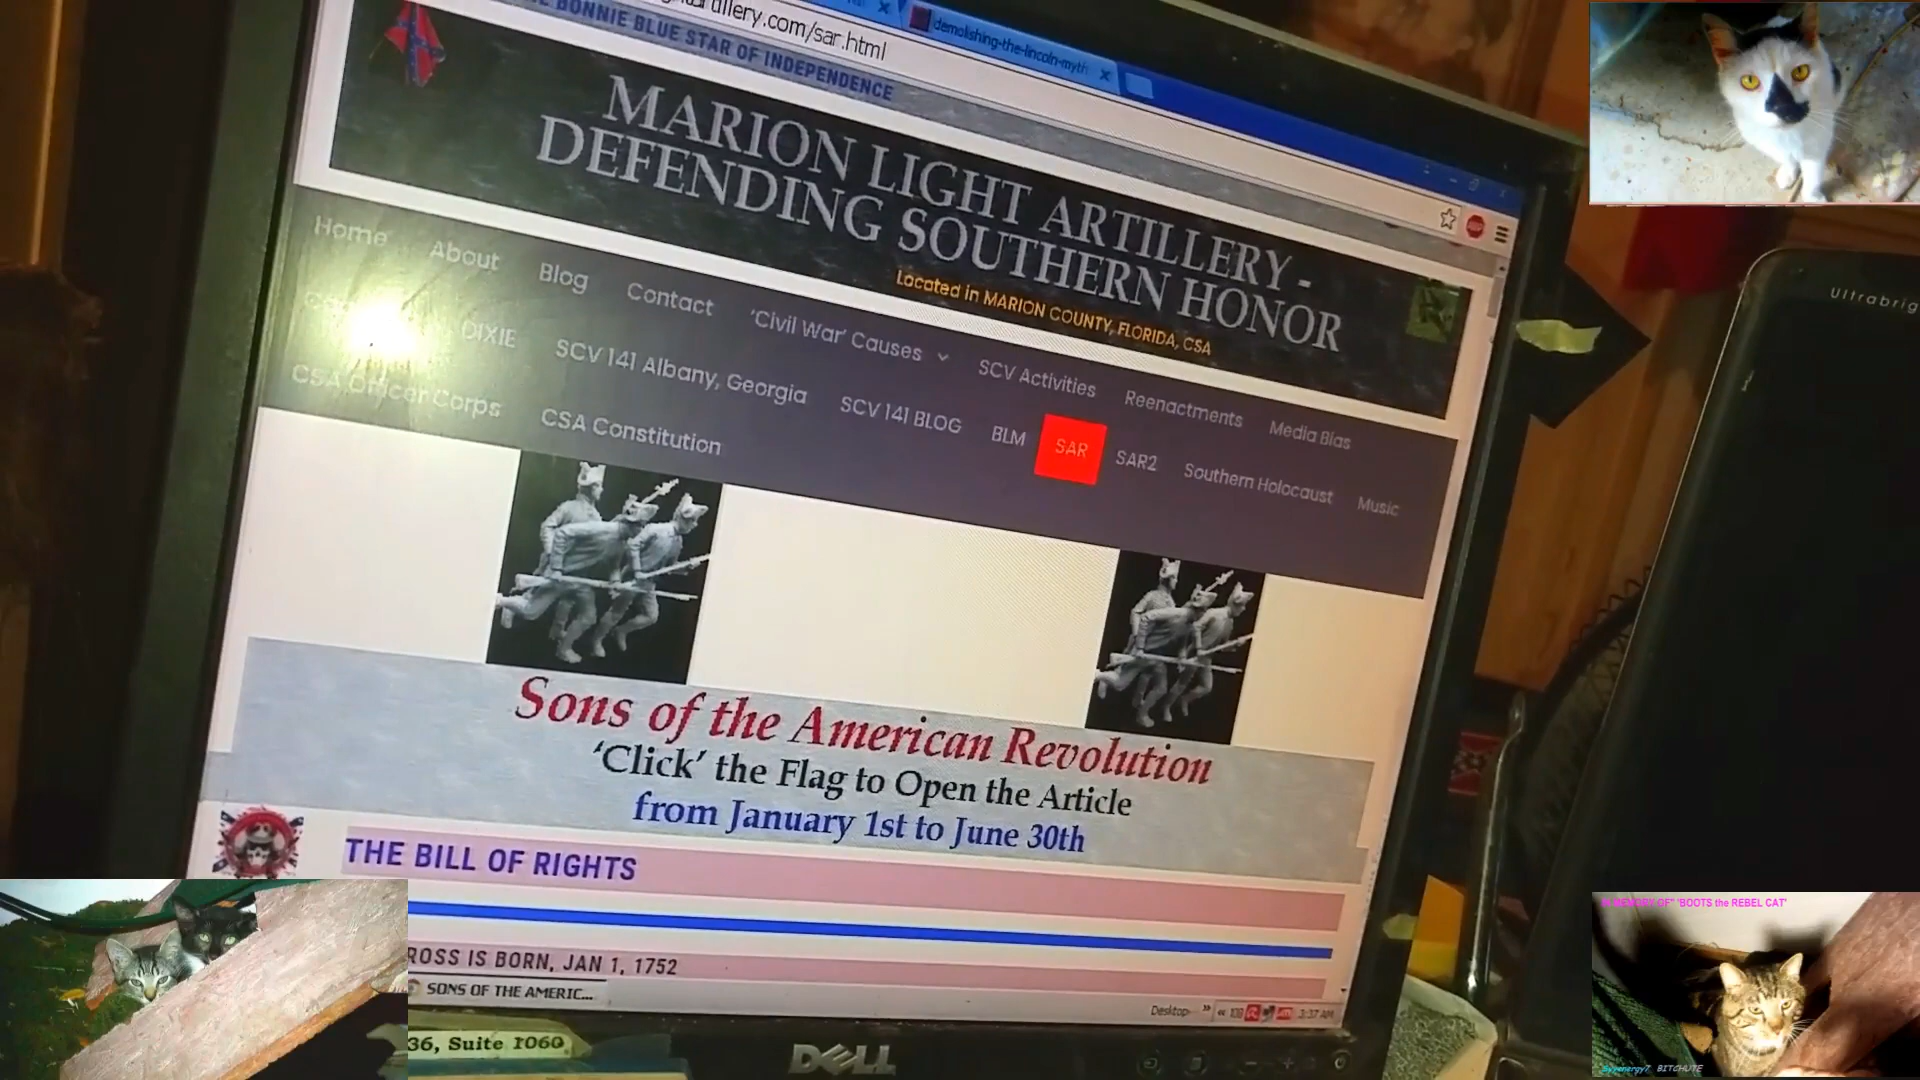 artillery.com/sar.html
demolishing-the-lincoln-myth
BONNIE BLUE STAR OF INDEPENDENCE
MARION LIGHT ARTILLERY -
DEFENDING SOUTHERN HONOR
Located in MARION COUNTY, FLORIDA, CSA
Home About Blog Contact 'Civil War' Causes SCV Activities Reenactments Media Bias
DIXIE SCV 141 Albany, Georgia SCV 141 BLOG BLM SAR SAR2 Southern Holocaust Music
CSA Officer Corps CSA Constitution
Sons of the American Revolution
'Click' the Flag to Open the Article
from January 1st to June 30th
THE BILL OF RIGHTS
ROSS IS BORN, JAN 1, 1752
SONS OF THE AMERIC...
Desktop » « 3:37 AM
36, Suite 1060
DELL
Ultrabrig
MEMORY OF" 'BOOTS the REBEL CAT'
BITCHUTE